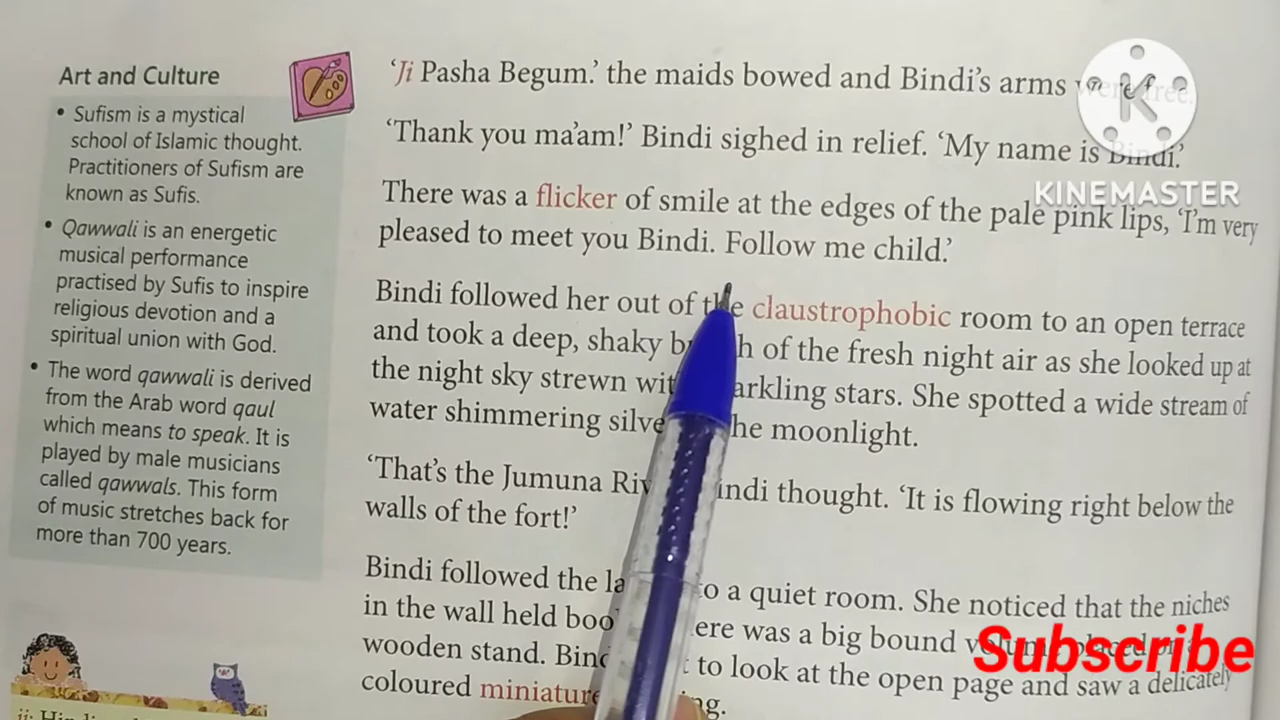 Art and Culture
• Sufism is a mystical
school of Islamic thought.
Practitioners of Sufism are
known as Sufis.
• Qawwali is an energetic
musical performance
practised by Sufis to inspire
religious devotion and a
spiritual union with God.
• The word qawwali is derived
from the Arab word qaul
which means to speak. It is
played by male musicians
called qawwals. This form
of music stretches back for
more than 700 years.
‘Ji Pasha Begum.’ the maids bowed and Bindi’s arms were free.
‘Thank you ma’am!’ Bindi sighed in relief. ‘My name is Bindi.’
There was a flicker of smile at the edges of the pale pink lips, ‘I’m very
pleased to meet you Bindi. Follow me child.’
Bindi followed her out of the claustrophobic room to an open terrace
and took a deep, shaky of the fresh night air as she looked up at
the night sky strewn sparkling stars. She spotted a wide stream of
water shimmering the moonlight.
‘That’s the Jumuna Bindi thought. ‘It is flowing right below the
walls of the fort!’
Bindi followed the to a quiet room. She noticed that the niches
in the wall held was a big bound volume placed
wooden stand. to look at the open page and saw a delicately
coloured miniature
KINEMASTER
Subscribe